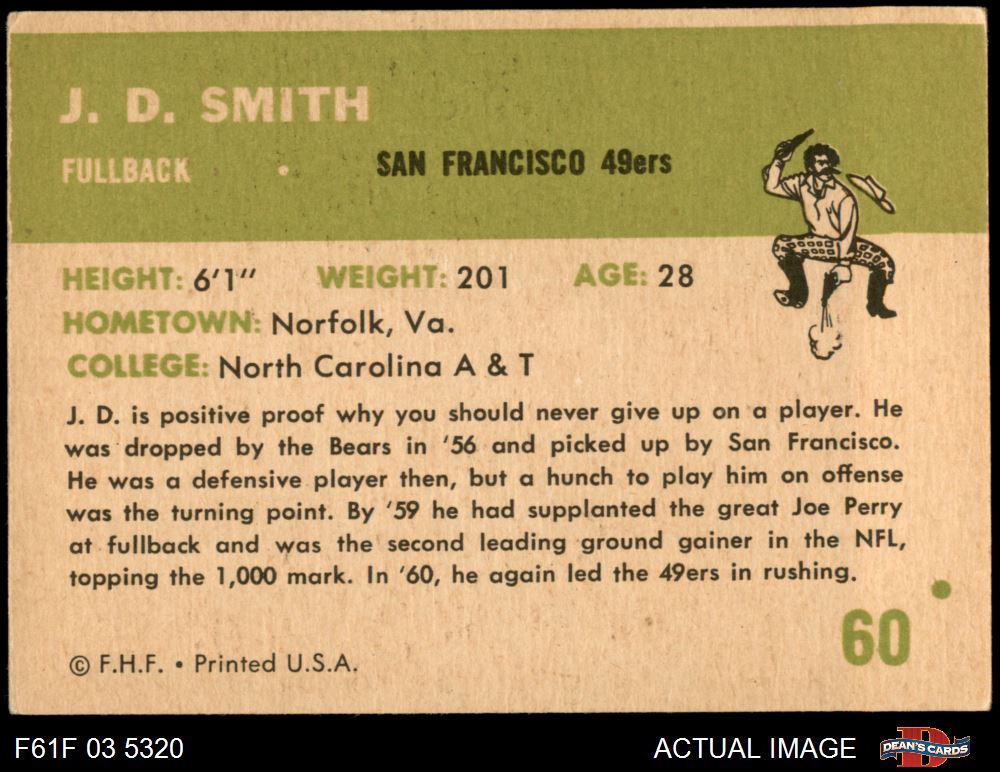 J. D. SMITH
FULLBACK • SAN FRANCISCO 49ers
HEIGHT: 6'1" WEIGHT: 201 AGE: 28
HOMETOWN: Norfolk, Va.
COLLEGE: North Carolina A & T
J. D. is positive proof why you should never give up on a player. He
was dropped by the Bears in '56 and picked up by San Francisco.
He was a defensive player then, but a hunch to play him on offense
was the turning point. By '59 he had supplanted the great Joe Perry
at fullback and was the second leading ground gainer in the NFL,
topping the 1,000 mark. In '60, he again led the 49ers in rushing.
60
© F.H.F. • Printed U.S.A.
F61F 03 5320 ACTUAL IMAGE DEAN'S CARDS